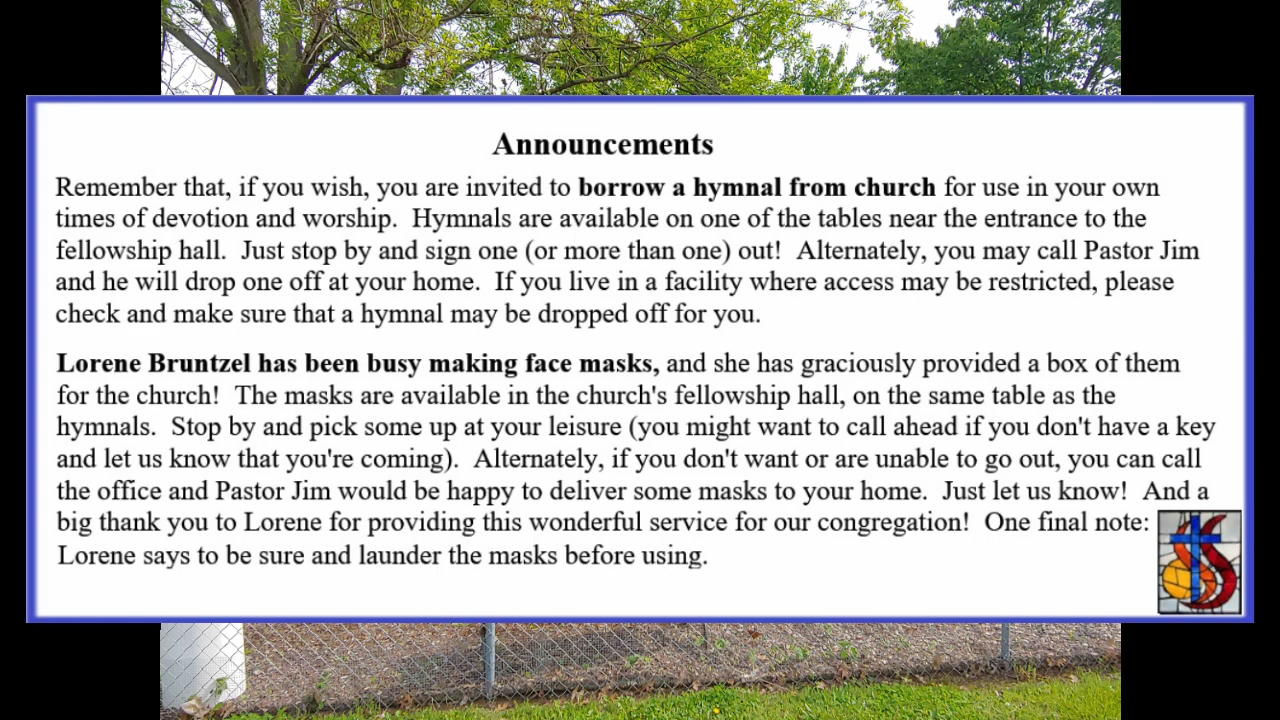 Announcements
Remember that, if you wish, you are invited to borrow a hymnal from church for use in your own
times of devotion and worship.  Hymnals are available on one of the tables near the entrance to the
fellowship hall.  Just stop by and sign one (or more than one) out!  Alternately, you may call Pastor Jim
and he will drop one off at your home.  If you live in a facility where access may be restricted, please
check and make sure that a hymnal may be dropped off for you.
Lorene Bruntzel has been busy making face masks, and she has graciously provided a box of them
for the church!  The masks are available in the church's fellowship hall, on the same table as the
hymnals.  Stop by and pick some up at your leisure (you might want to call ahead if you don't have a key
and let us know that you're coming).  Alternately, if you don't want or are unable to go out, you can call
the office and Pastor Jim would be happy to deliver some masks to your home.  Just let us know!  And a
big thank you to Lorene for providing this wonderful service for our congregation!  One final note:
Lorene says to be sure and launder the masks before using.